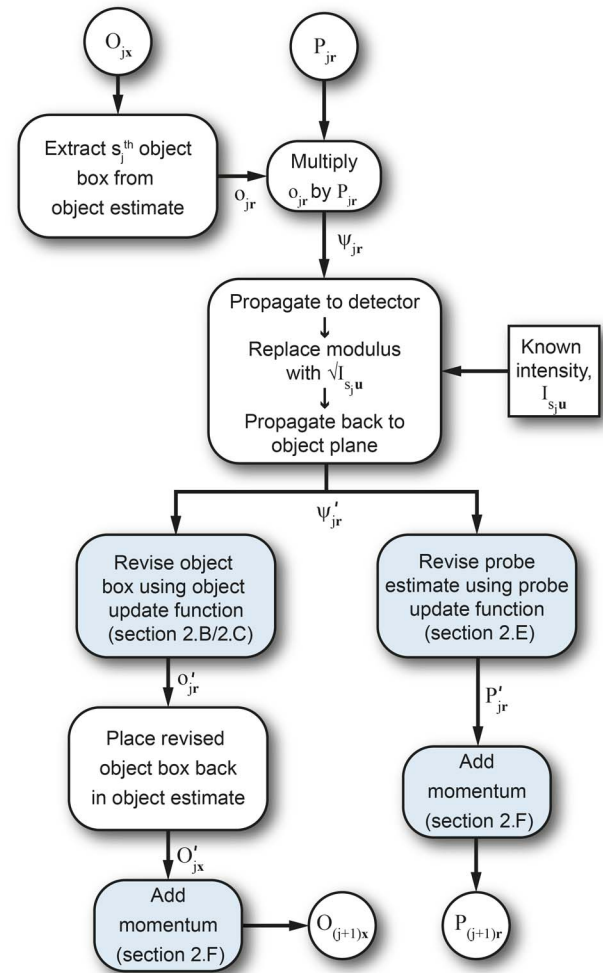 O_jx
P_jr
Extract s_j^th object
box from
object estimate
o_jr
Multiply
o_jr by P_jr
ψ_jr
Propagate to detector
↓
Replace modulus
with √I_s_ju
↓
Propagate back to
object plane
Known
intensity,
I_s_ju
ψ'_jr
Revise object
box using object
update function
(section 2.B/2.C)
Revise probe
estimate using probe
update function
(section 2.E)
o'_jr
P'_jr
Place revised
object box back
in object estimate
Add
momentum
(section 2.F)
O'_jx
Add
momentum
(section 2.F)
O_(j+1)x
P_(j+1)r